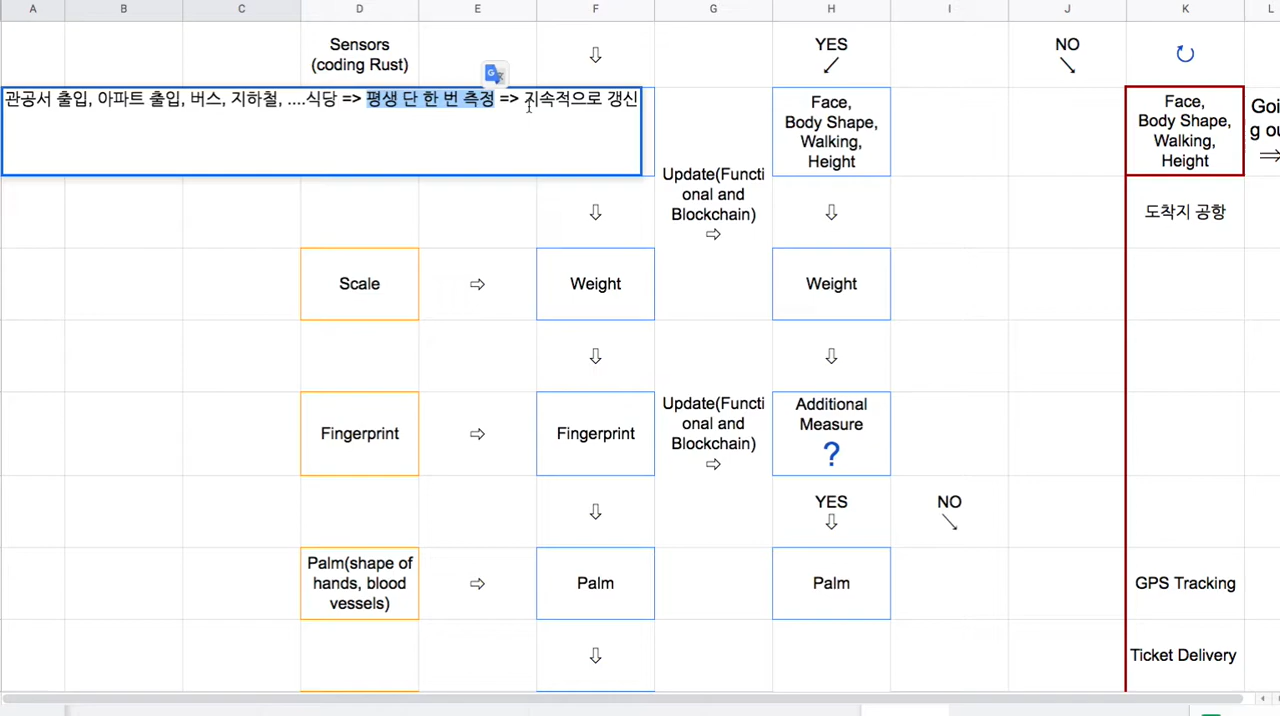 A B C D E F G H I J K L
Sensors
(coding Rust)
⇩
YES
↙
NO
↘
↻
관공서 출입, 아파트 출입, 버스, 지하철, ....식당 => 평생 단 한 번 측정 => 지속적으로 갱신
Face,
Body Shape,
Walking,
Height
Face,
Body Shape,
Walking,
Height
Goi
g ou
⇒
Update(Functi
onal and
Blockchain)
⇨
⇩
⇩
도착지 공항
Scale
⇨
Weight
Weight
⇩
⇩
Fingerprint
⇨
Fingerprint
Update(Functi
onal and
Blockchain)
⇨
Additional
Measure
?
⇩
YES
⇩
NO
↘
Palm(shape of
hands, blood
vessels)
⇨
Palm
Palm
GPS Tracking
⇩
Ticket Delivery